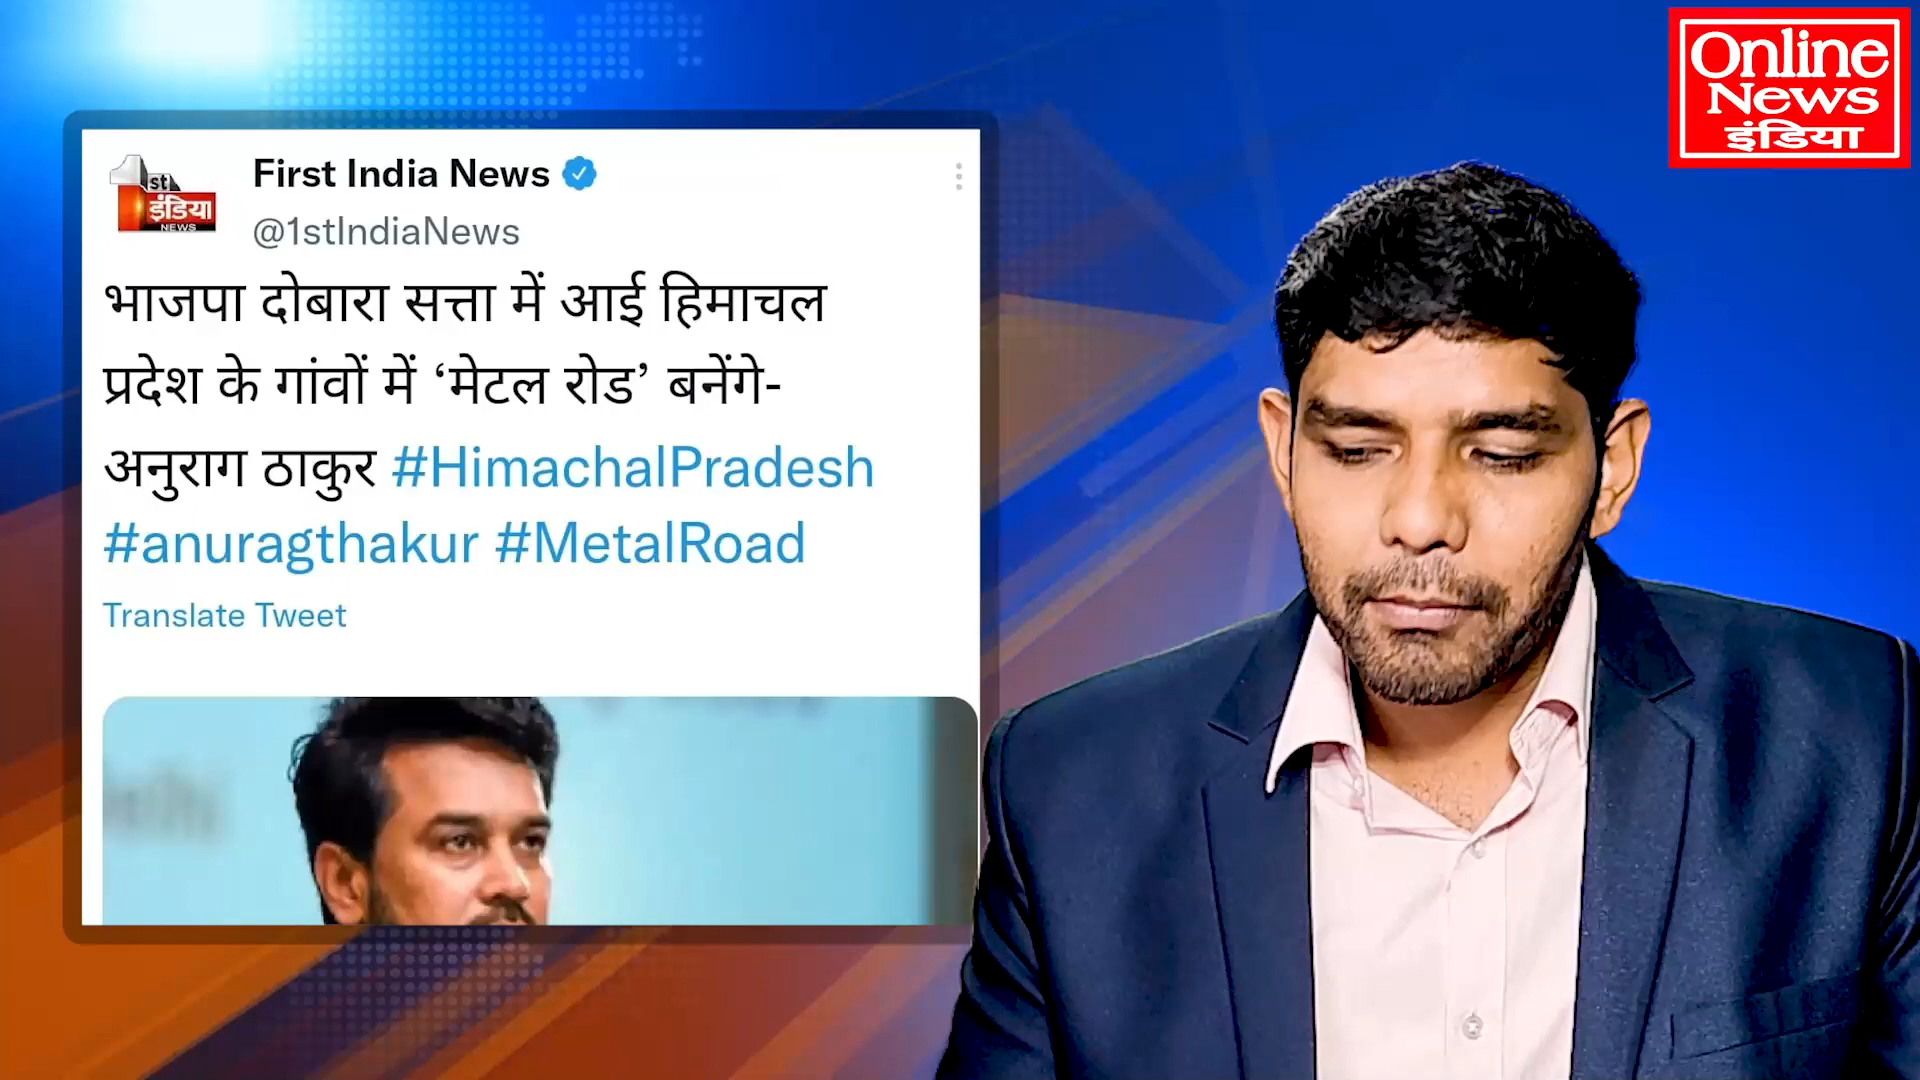 Online
News
इंडिया
1st
इंडिया
NEWS
First India News
@1stIndiaNews
भाजपा दोबारा सत्ता में आई हिमाचल
प्रदेश के गांवों में ‘मेटल रोड’ बनेंगे-
अनुराग ठाकुर #HimachalPradesh
#anuragthakur #MetalRoad
Translate Tweet